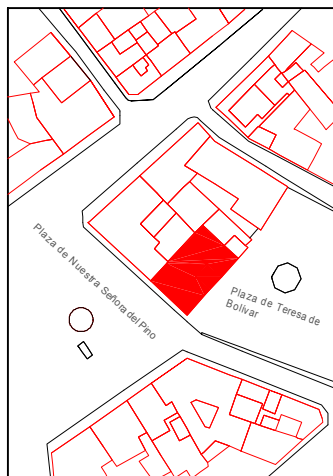 Plaza de Nuestra Señora del Pino
Plaza de Teresa de
Bolívar